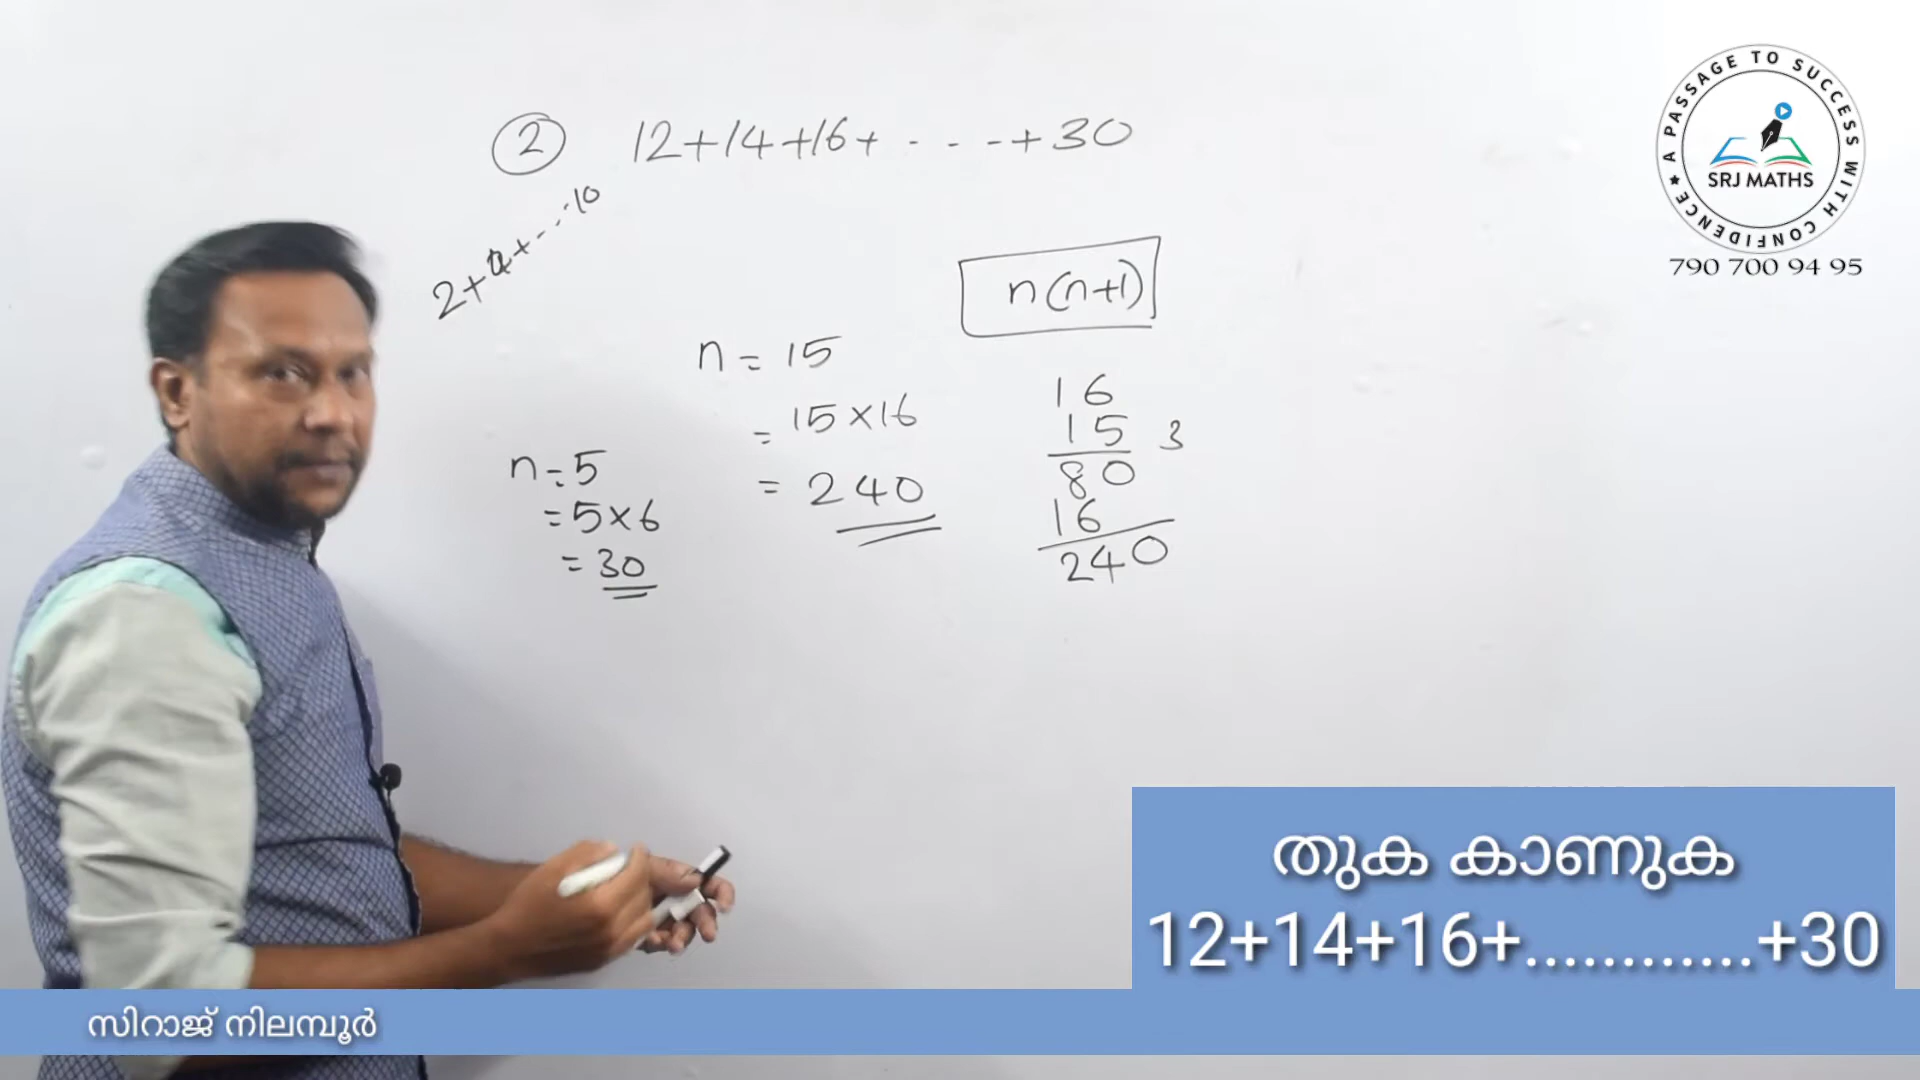 ② 12+14+16+ - - - + 30
2+4+ - - - 10
n(n+1)
n = 15
= 15×16
= 240
n = 5
= 5×6
= 30
16
15 3
80
16
240
A PASSAGE TO SUCCESS WITH CONFIDENCE ★
SRJ MATHS
790 700 94 95
തുക കാണുക
12+14+16+............+30
സിറാജ് നിലമ്പൂർ